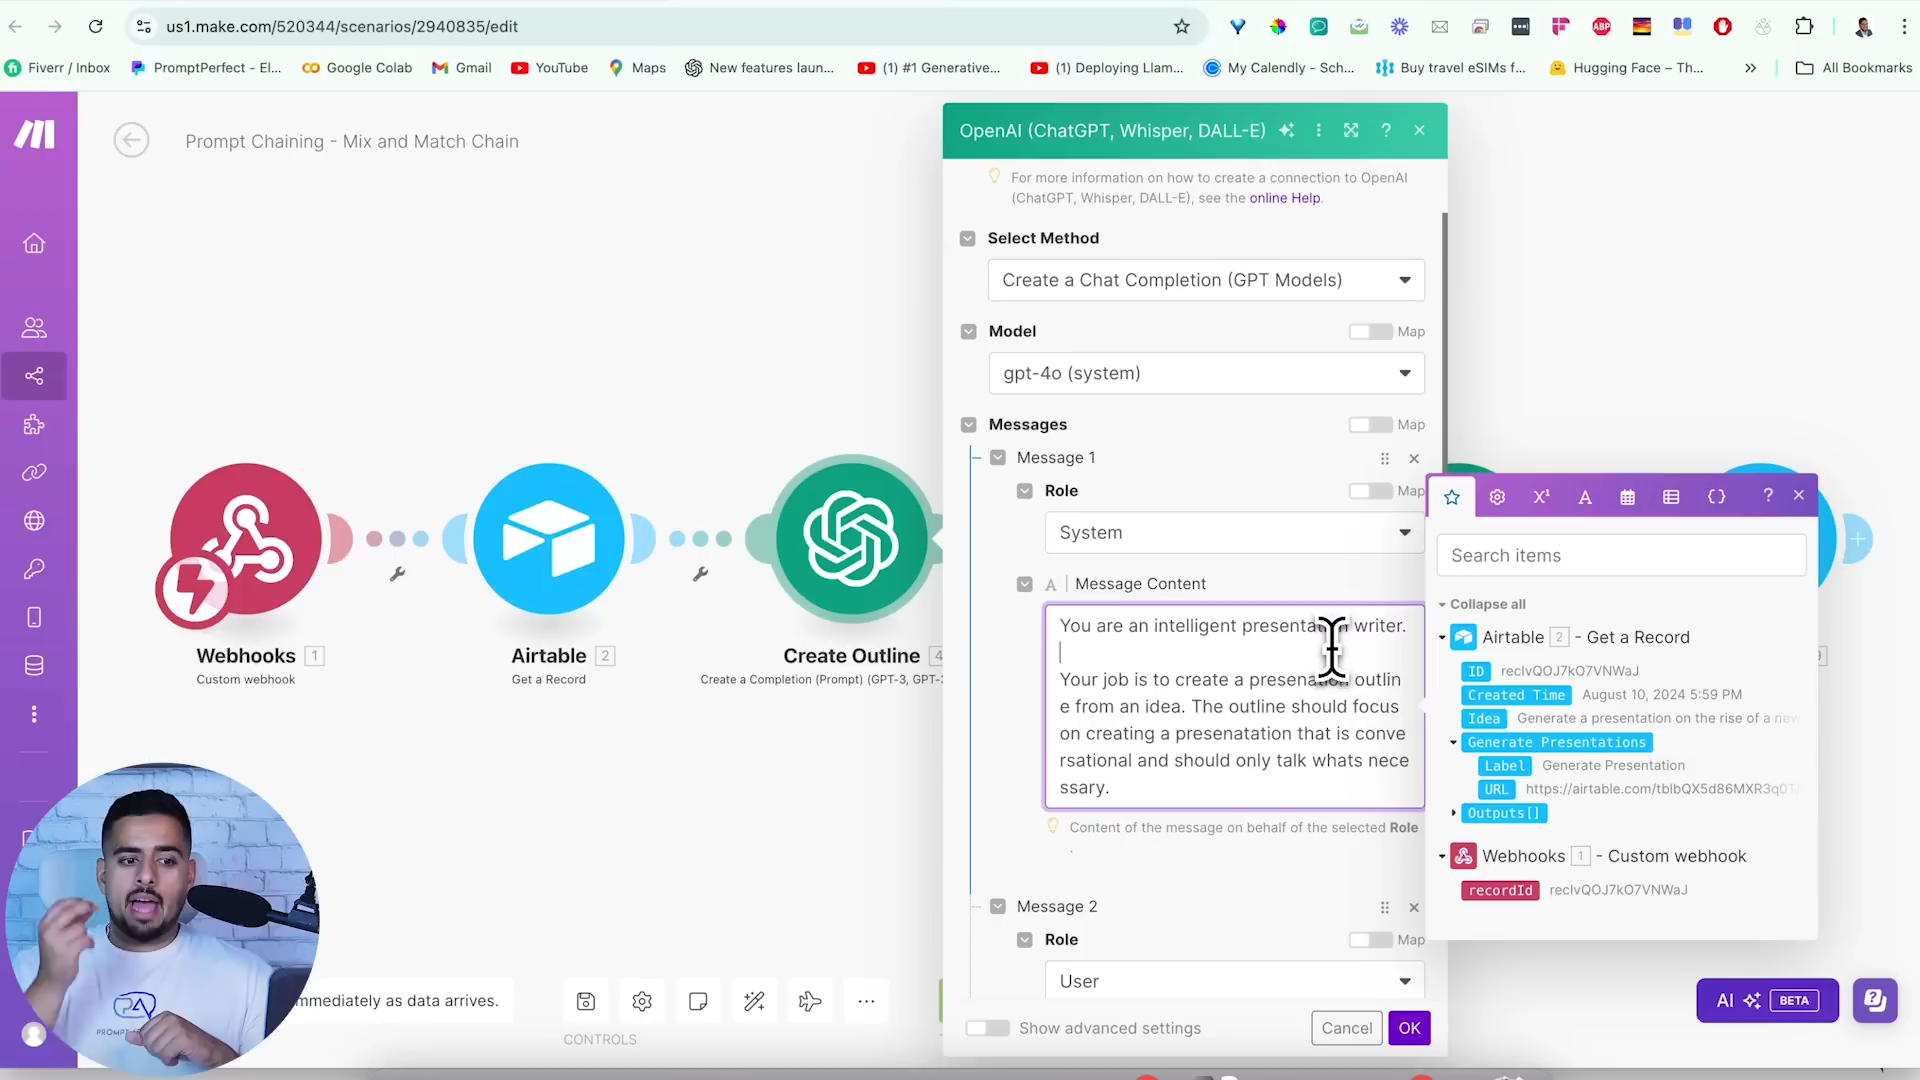 us1.make.com/520344/scenarios/2940835/edit
Fiverr / Inbox
PromptPerfect - El...
Google Colab
Gmail
YouTube
Maps
New features laun...
(1) #1 Generative...
(1) Deploying Llam...
My Calendly - Sch...
Buy travel eSIMs f...
Hugging Face – Th...
»
All Bookmarks
Prompt Chaining - Mix and Match Chain
OpenAI (ChatGPT, Whisper, DALL-E)
For more information on how to create a connection to OpenAI
(ChatGPT, Whisper, DALL-E), see the online Help.
Select Method
Create a Chat Completion (GPT Models)
Model
Map
gpt-4o (system)
Messages
Map
Message 1
Role
Map
System
A | Message Content
You are an intelligent presentation writer.
Your job is to create a presenation outlin
e from an idea. The outline should focus
on creating a presenatation that is conve
rsational and should only talk whats nece
ssary.
Content of the message on behalf of the selected Role
.
Message 2
Role
Map
User
Show advanced settings
Cancel
OK
Search items
Collapse all
Airtable 2 - Get a Record
ID recIvQOJ7kO7VNWaJ
Created Time August 10, 2024 5:59 PM
Idea Generate a presentation on the rise of a new
Generate Presentations
Label Generate Presentation
URL https://airtable.com/tblbQX5d86MXR3q0T
Outputs[]
Webhooks 1 - Custom webhook
recordId recIvQOJ7kO7VNWaJ
Webhooks 1
Custom webhook
Airtable 2
Get a Record
Create Outline 4
Create a Completion (Prompt) (GPT-3, GPT-
mmediately as data arrives.
CONTROLS
AI BETA
PA